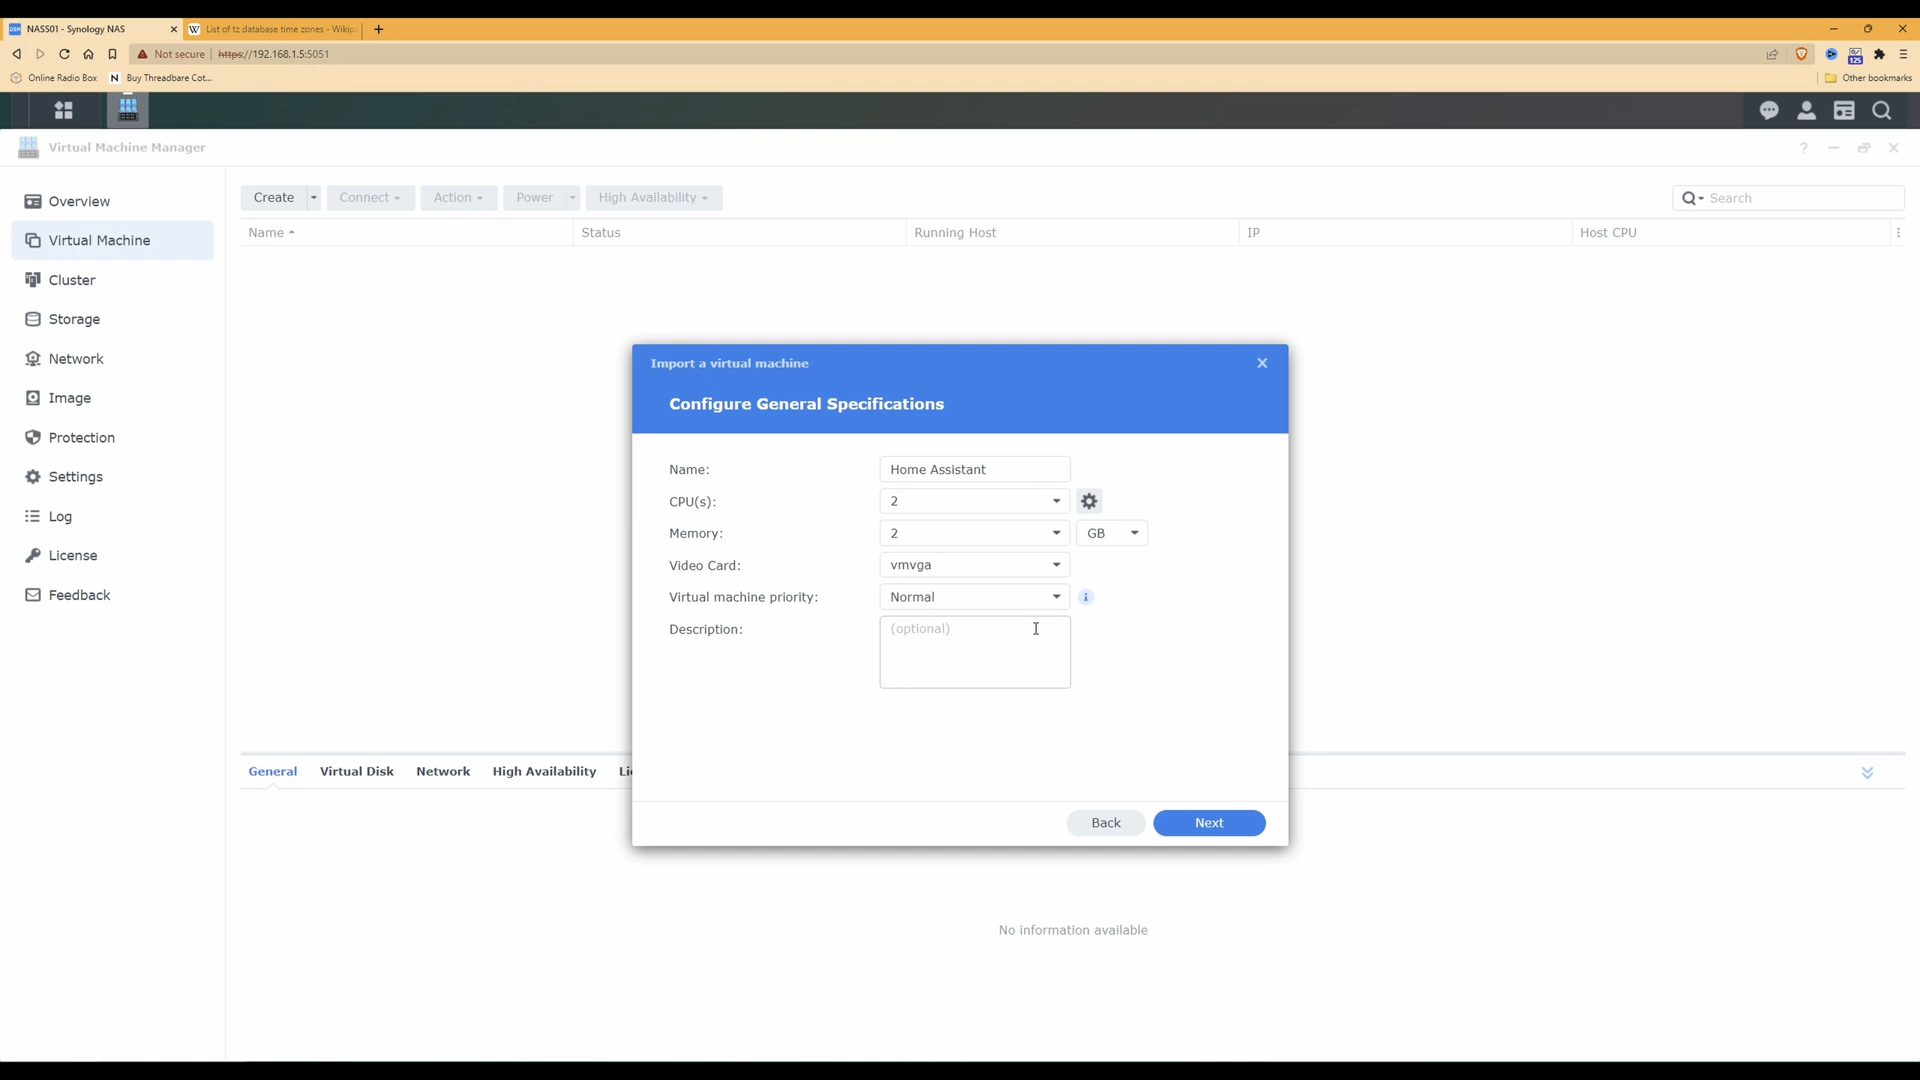 NASS01 - Synology NAS
List of tz database time zones - Wikip
Not secure
https://192.168.1.5:5051
Online Radio Box
Buy Threadbare Cot...
125
Other bookmarks
Virtual Machine Manager
Overview
Virtual Machine
Cluster
Storage
Network
Image
Protection
Settings
Log
License
Feedback
Create
Connect
Action
Power
High Availability
Search
Name
Status
Running Host
IP
Host CPU
Import a virtual machine
Configure General Specifications
Name: Home Assistant
CPU(s): 2
Memory: 2 GB
Video Card: vmvga
Virtual machine priority: Normal
Description: (optional)
Back
Next
General
Virtual Disk
Network
High Availability
Li
No information available